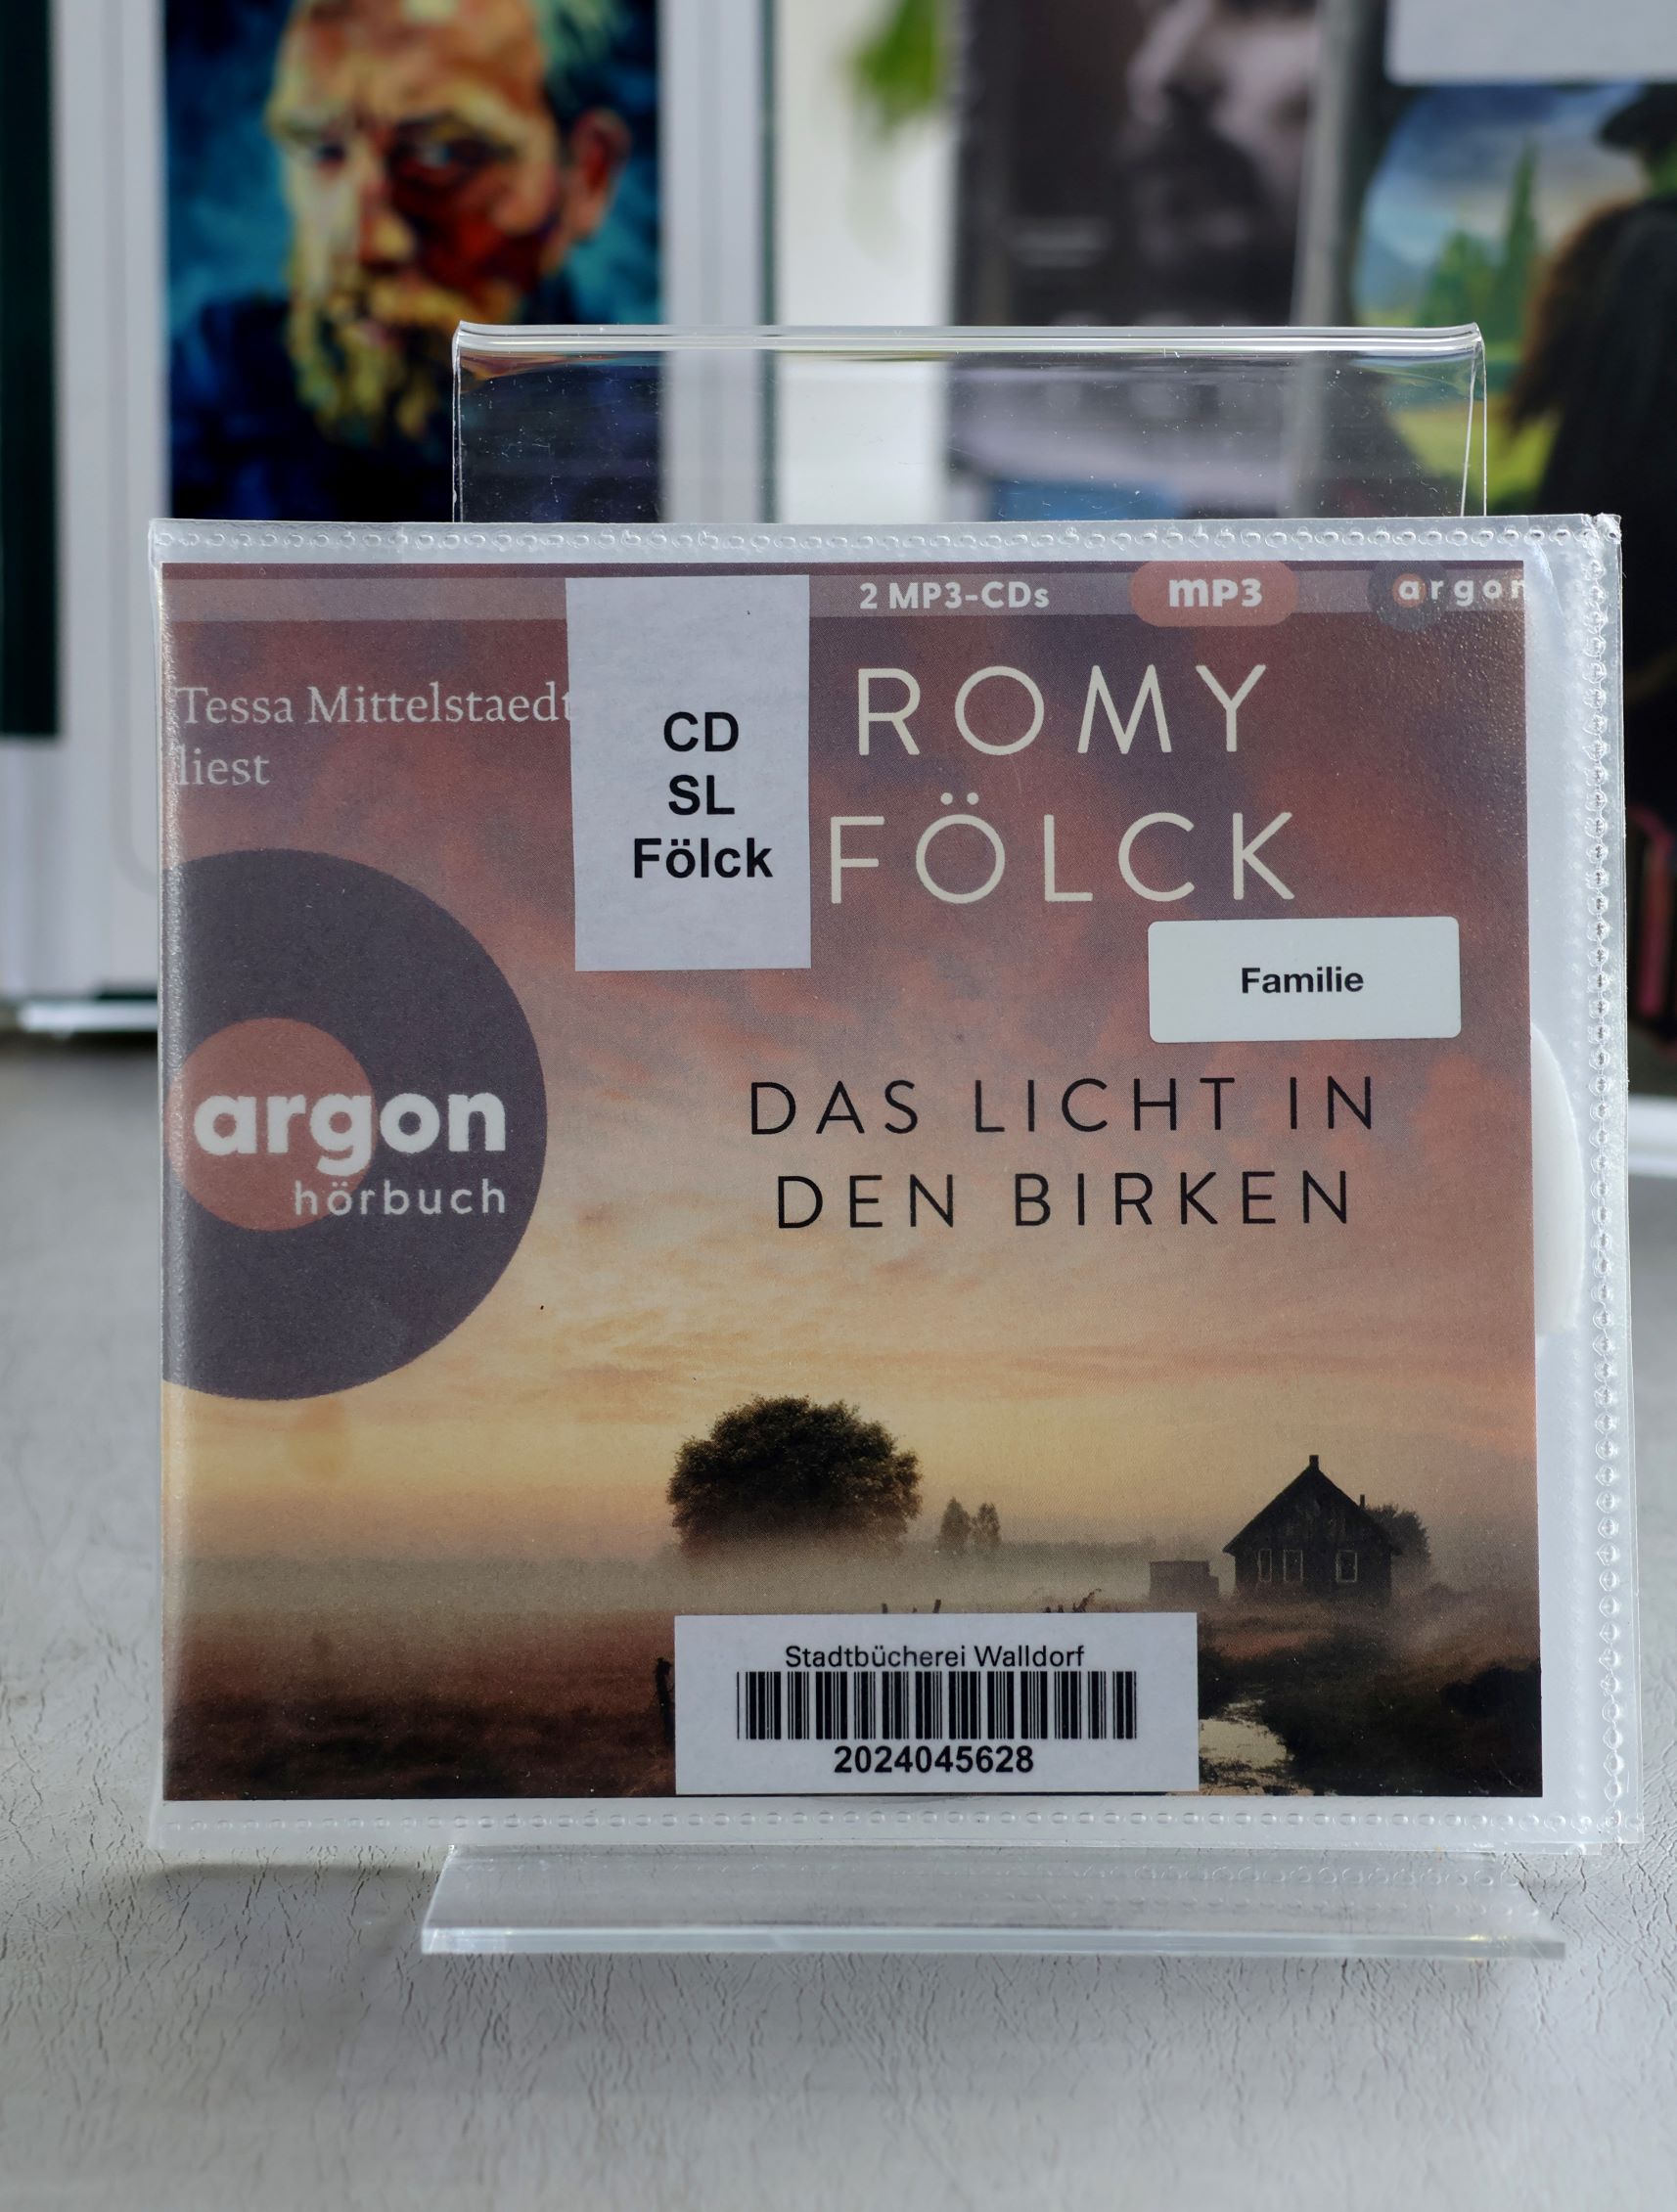 2 MP3-CDs
mp3
argon
Tessa Mittelstaedt
liest
CD
SL
Fölck
ROMY
FÖLCK
Familie
DAS LICHT IN
DEN BIRKEN
argon
hörbuch
Stadtbücherei Walldorf
2024045628